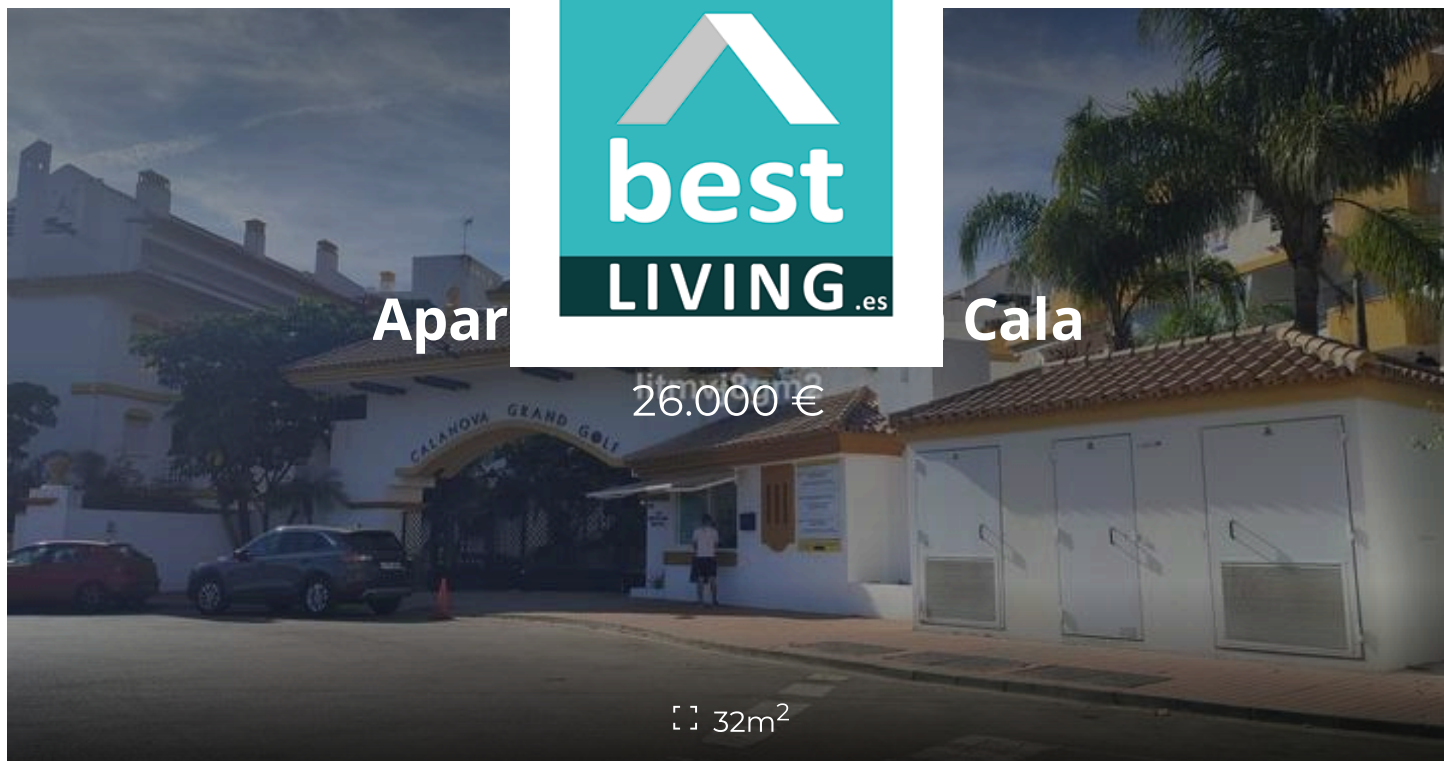 best
LIVING.es
Apar Cala
26.000 €
CALANOVA GRAND GOLF
32m²